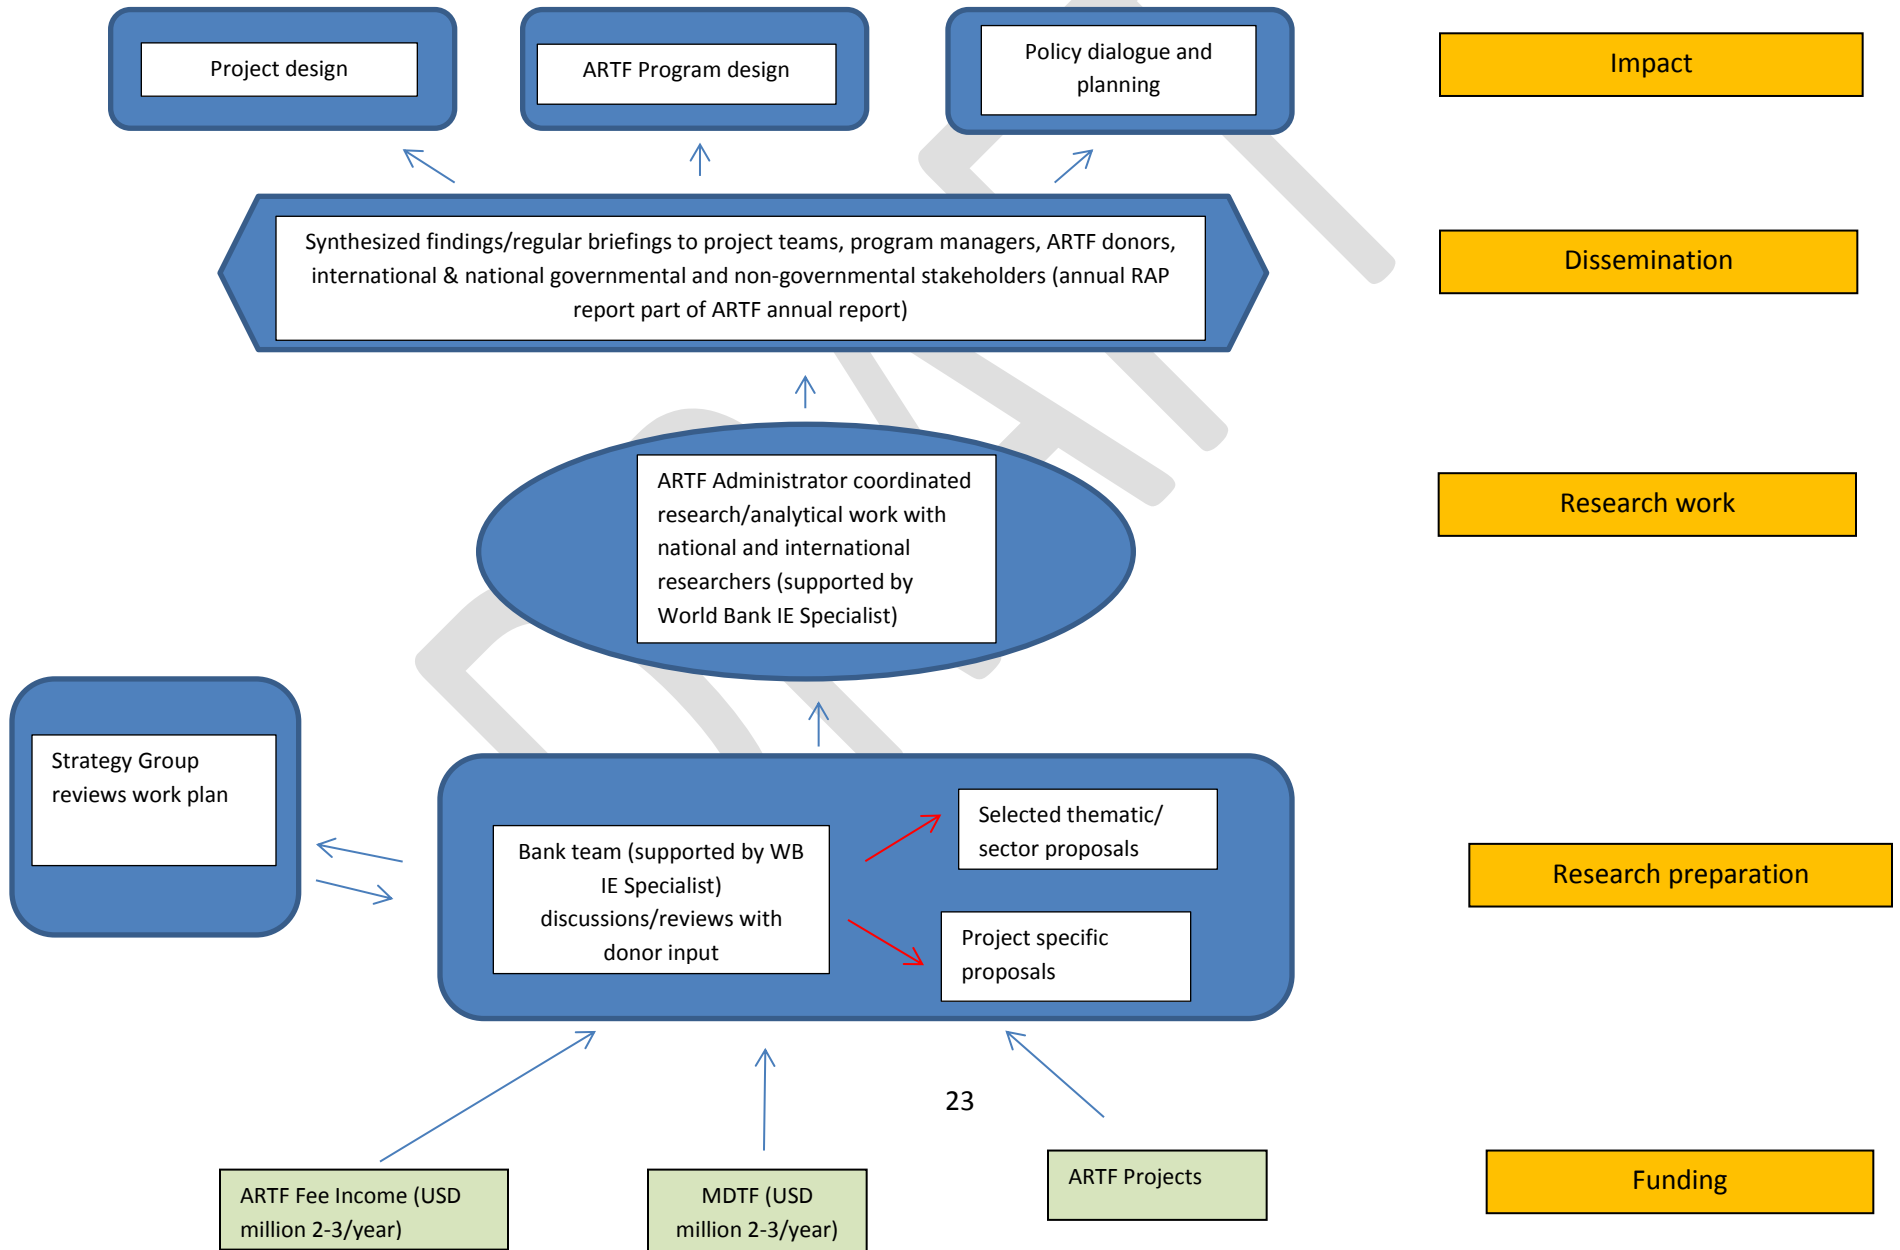 Project design
ARTF Program design
Policy dialogue and
planning
Impact
Synthesized findings/regular briefings to project teams, program managers, ARTF donors,
international & national governmental and non-governmental stakeholders (annual RAP
report part of ARTF annual report)
Dissemination
ARTF Administrator coordinated
research/analytical work with
national and international
researchers (supported by
World Bank IE Specialist)
Research work
Strategy Group
reviews work plan
Bank team (supported by WB
IE Specialist)
discussions/reviews with
donor input
Selected thematic/
sector proposals
Project specific
proposals
Research preparation
23
ARTF Fee Income (USD
million 2-3/year)
MDTF (USD
million 2-3/year)
ARTF Projects
Funding
DRAFT